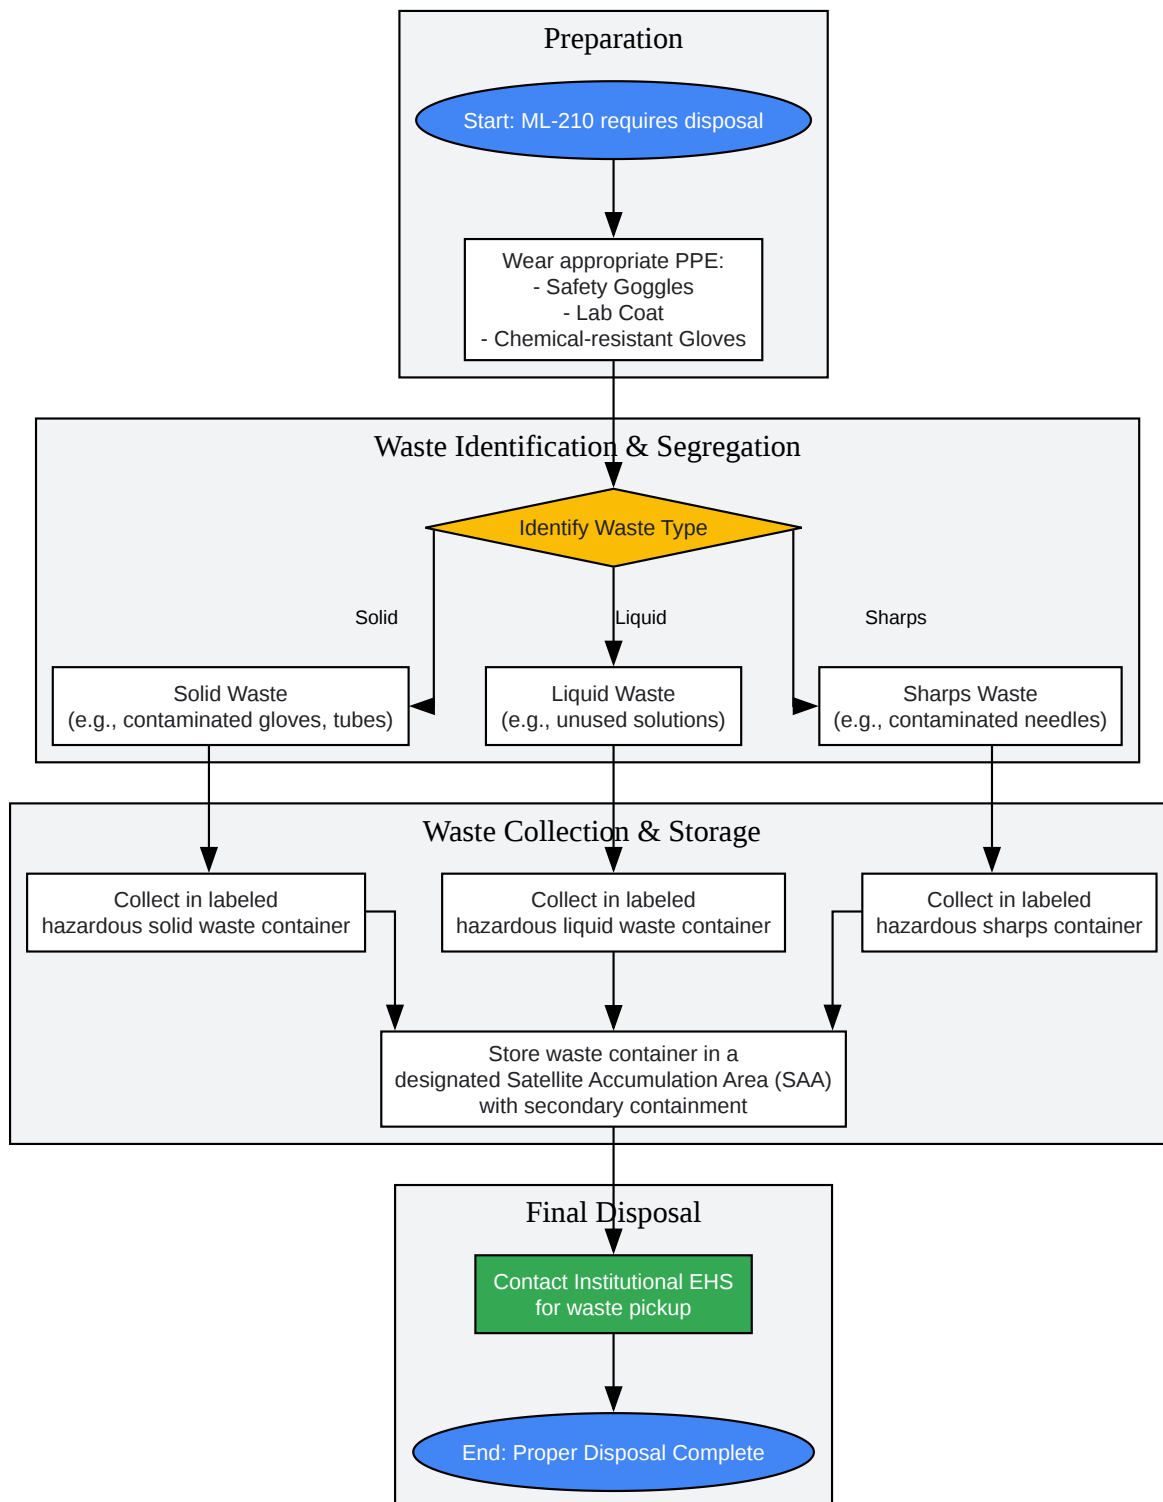 Preparation
Start: ML-210 requires disposal
Wear appropriate PPE:
- Safety Goggles
- Lab Coat
- Chemical-resistant Gloves
Waste Identification & Segregation
Identify Waste Type
Solid
Liquid
Sharps
Solid Waste
(e.g., contaminated gloves, tubes)
Liquid Waste
(e.g., unused solutions)
Sharps Waste
(e.g., contaminated needles)
Waste Collection & Storage
Collect in labeled
hazardous solid waste container
Collect in labeled
hazardous liquid waste container
Collect in labeled
hazardous sharps container
Store waste container in a
designated Satellite Accumulation Area (SAA)
with secondary containment
Final Disposal
Contact Institutional EHS
for waste pickup
End: Proper Disposal Complete